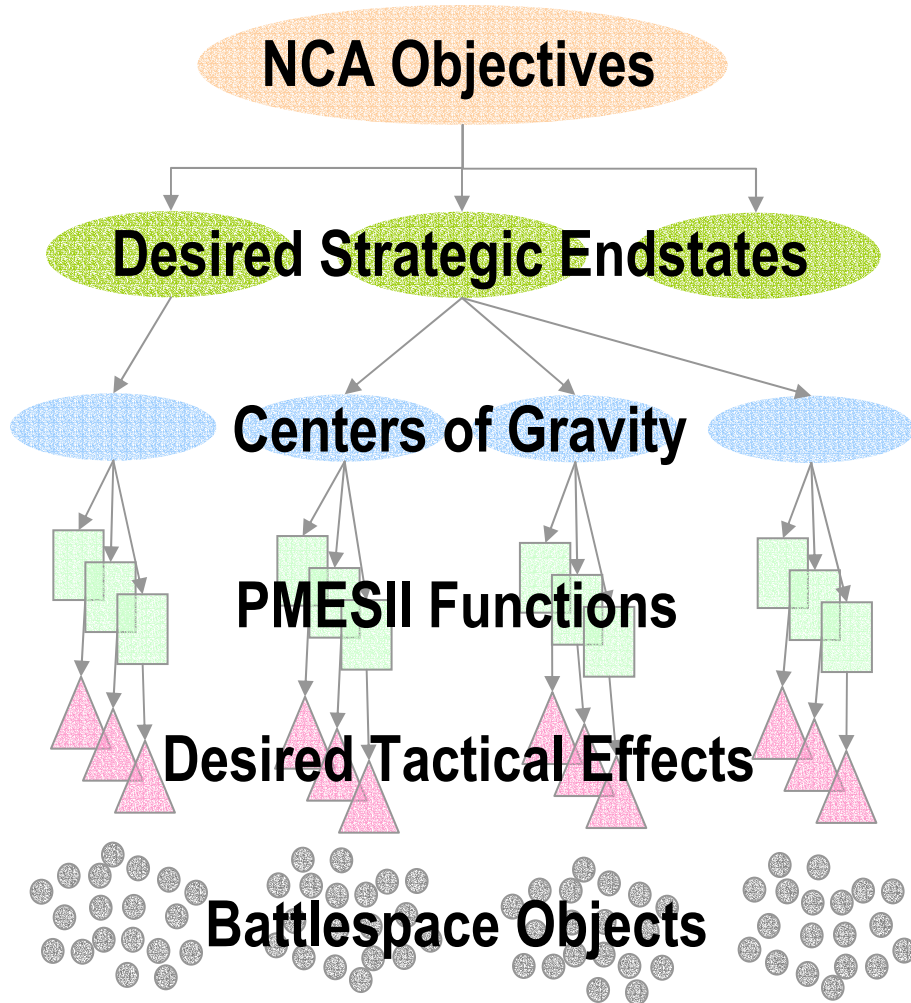 NCA Objectives
Desired Strategic Endstates
Centers of Gravity
PMESII Functions
Desired Tactical Effects
Battlespace Objects